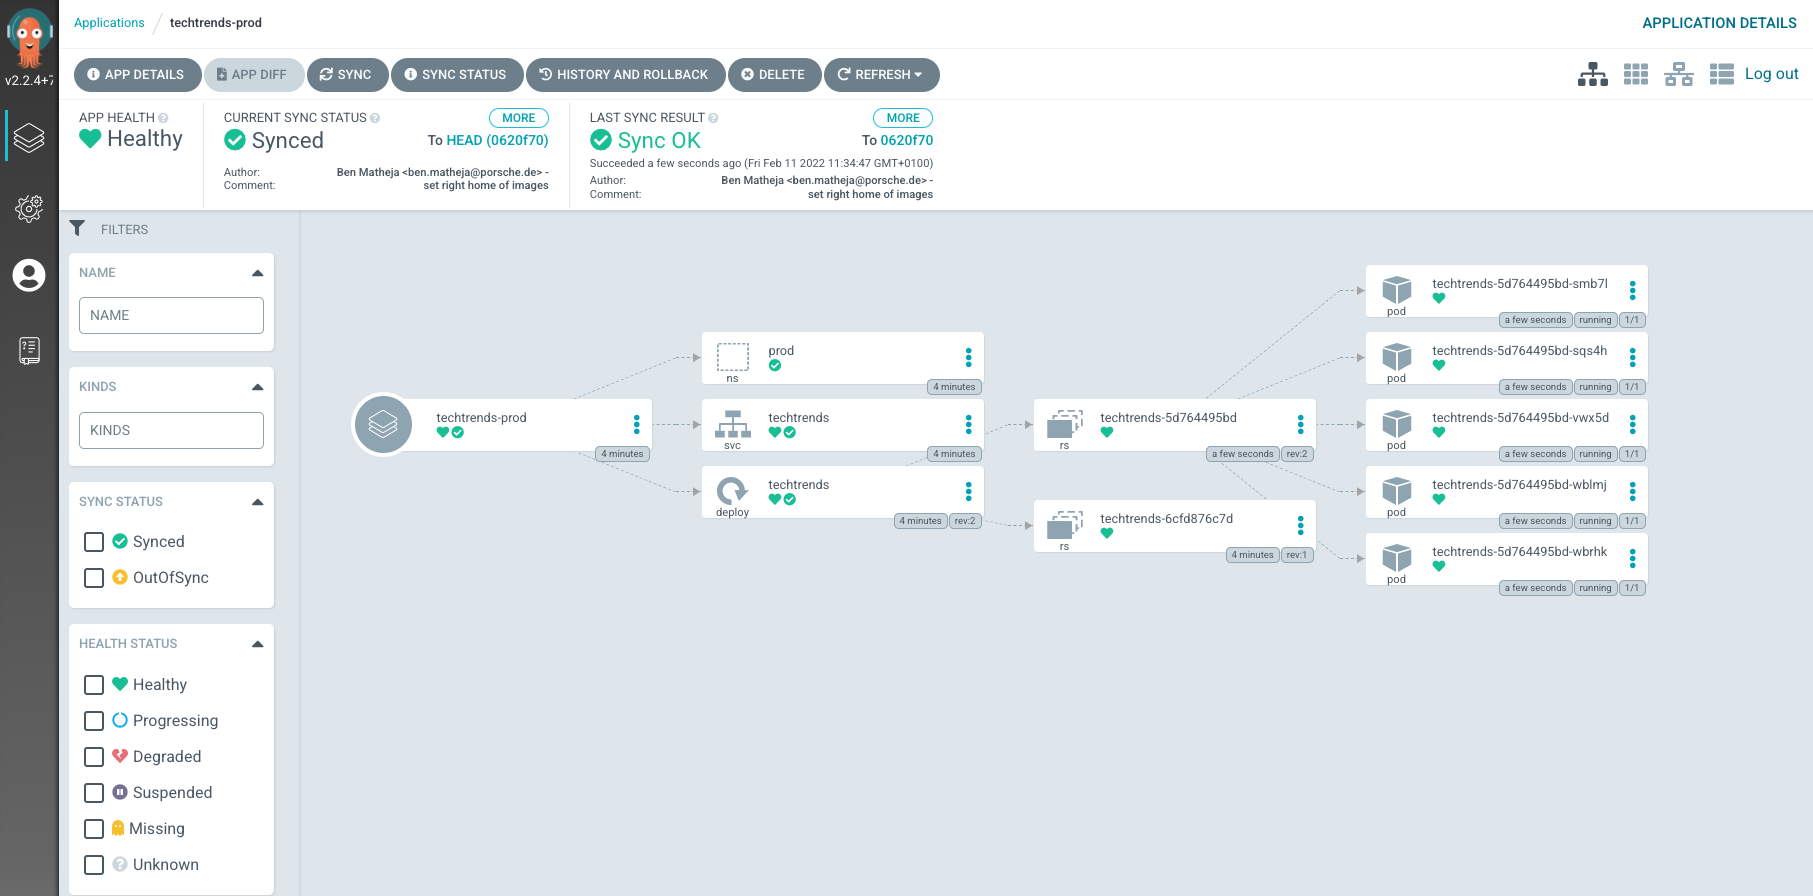 Applications / techtrends-prod
APPLICATION DETAILS
v2.2.4+7
APP DETAILS
APP DIFF
SYNC
SYNC STATUS
HISTORY AND ROLLBACK
DELETE
REFRESH
Log out
APP HEALTH
Healthy
CURRENT SYNC STATUS
MORE
Synced
To HEAD (0620f70)
Author: Ben Matheja <ben.matheja@porsche.de> -
Comment: set right home of images
LAST SYNC RESULT
MORE
Sync OK
To 0620f70
Succeeded a few seconds ago (Fri Feb 11 2022 11:34:47 GMT+0100)
Author: Ben Matheja <ben.matheja@porsche.de> -
Comment: set right home of images
FILTERS
NAME
NAME
KINDS
KINDS
SYNC STATUS
Synced
OutOfSync
HEALTH STATUS
Healthy
Progressing
Degraded
Suspended
Missing
Unknown
techtrends-prod
4 minutes
prod
ns
4 minutes
techtrends
svc
4 minutes
techtrends
deploy
4 minutes
rev:2
techtrends-5d764495bd
rs
a few seconds
rev:2
techtrends-6cfd876c7d
rs
4 minutes
rev:1
techtrends-5d764495bd-smb7l
pod
a few seconds
running
1/1
techtrends-5d764495bd-sqs4h
pod
a few seconds
running
1/1
techtrends-5d764495bd-vwx5d
pod
a few seconds
running
1/1
techtrends-5d764495bd-wblmj
pod
a few seconds
running
1/1
techtrends-5d764495bd-wbrhk
pod
a few seconds
running
1/1